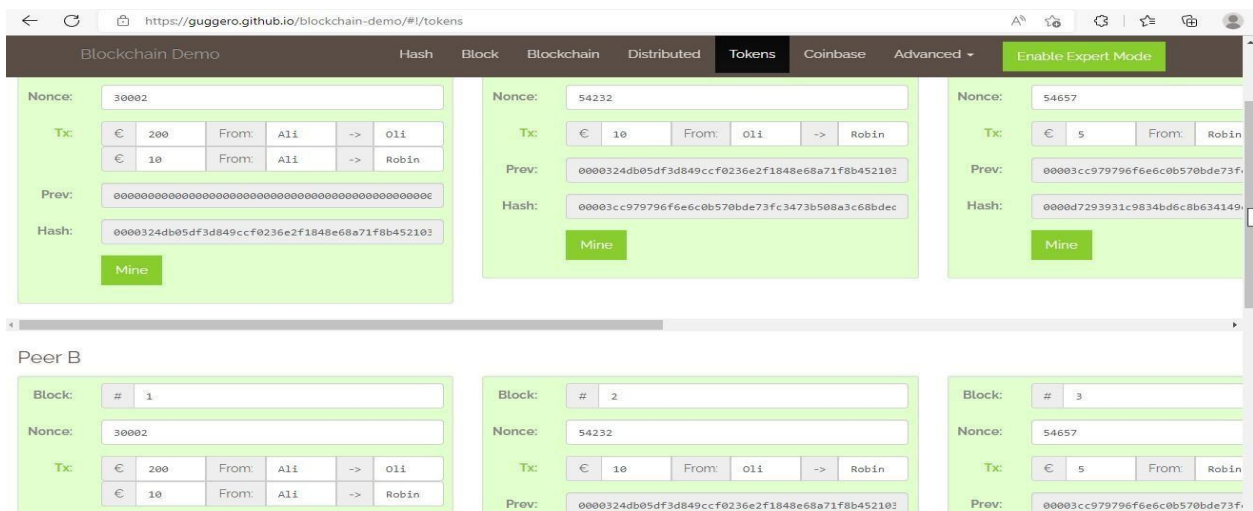 https://guggero.github.io/blockchain-demo/#!/tokens
Blockchain Demo Hash Block Blockchain Distributed Tokens Coinbase Advanced Enable Expert Mode
Nonce: 30002 Nonce: 54232 Nonce: 54657
Tx: € 200 From: Ali -> Oli Tx: € 10 From: Oli -> Robin Tx: € 5 From: Robin
€ 10 From: Ali -> Robin
Prev: 0000324db05df3d849ccf0236e2f1848e68a71f8b452103 Prev: 00003cc979796f6e6c0b570bde73f
Prev: 
Hash: 00003cc979796f6e6c0b570bde73fc3473b508a3c68bdec Hash: 0000d7293931c9834bd6c8b634149
Hash: 0000324db05df3d849ccf0236e2f1848e68a71f8b452103
Mine Mine
Mine
Peer B
Block: # 1 Block: # 2 Block: # 3
Nonce: 30002 Nonce: 54232 Nonce: 54657
Tx: € 200 From: Ali -> Oli Tx: € 10 From: Oli -> Robin Tx: € 5 From: Robin
€ 10 From: Ali -> Robin
Prev: 0000324db05df3d849ccf0236e2f1848e68a71f8b452103 Prev: 00003cc979796f6e6c0b570bde73f